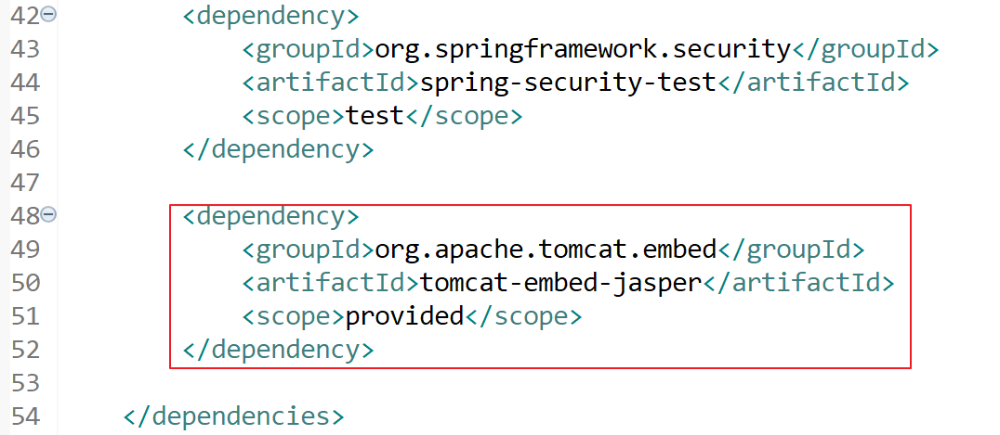 42 <dependency>
43 <groupId>org.springframework.security</groupId>
44 <artifactId>spring-security-test</artifactId>
45 <scope>test</scope>
46 </dependency>
47
48 <dependency>
49 <groupId>org.apache.tomcat.embed</groupId>
50 <artifactId>tomcat-embed-jasper</artifactId>
51 <scope>provided</scope>
52 </dependency>
53
54 </dependencies>